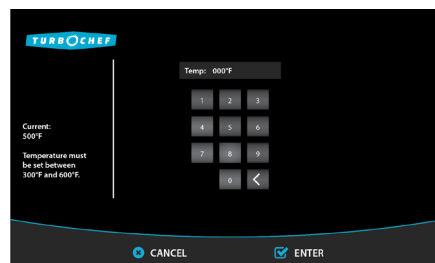 TURBOCHEF
Temp: 000°F
1 2 3
4 5 6
7 8 9
0 <
Current:
500°F
Temperature must
be set between
300°F and 600°F.
CANCEL
ENTER